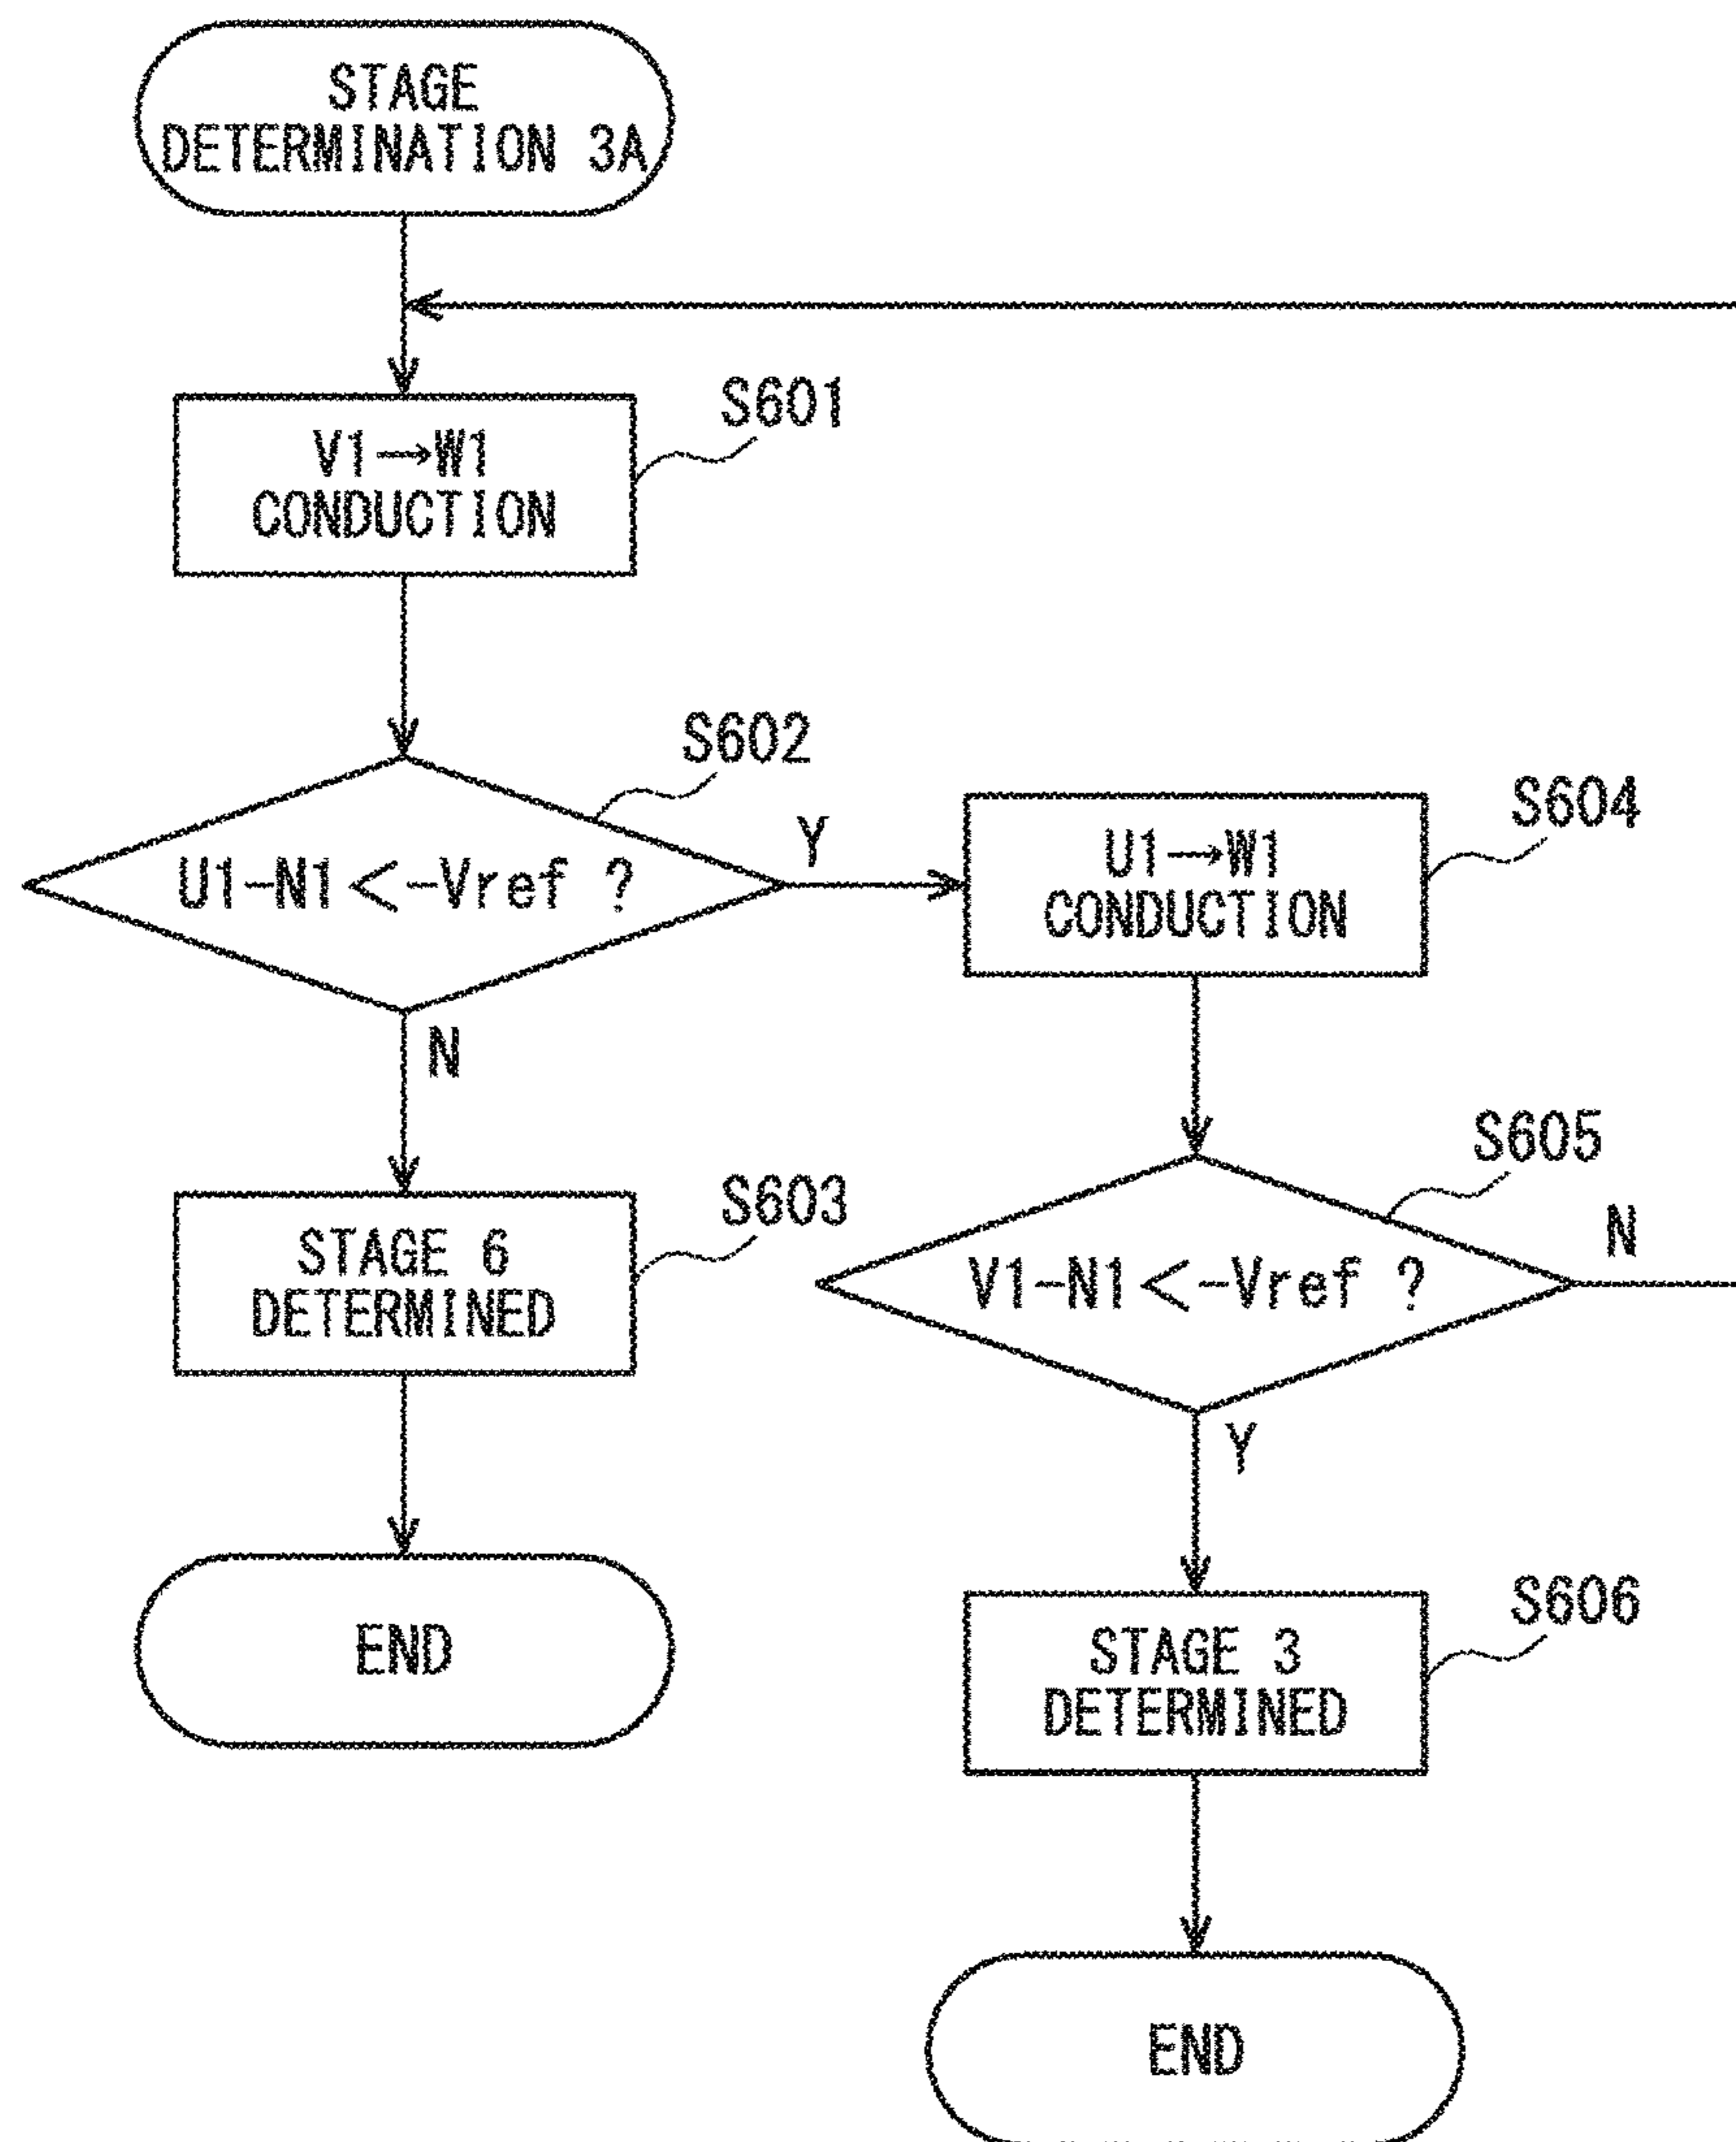 STAGE
DETERMINATION 3A
S601
V1→W1
CONDUCTION
S602
U1-N1<-Vref ?
Y
N
S604
U1→W1
CONDUCTION
S603
STAGE 6
DETERMINED
S605
V1-N1<-Vref ?
N
Y
END
S606
STAGE 3
DETERMINED
END